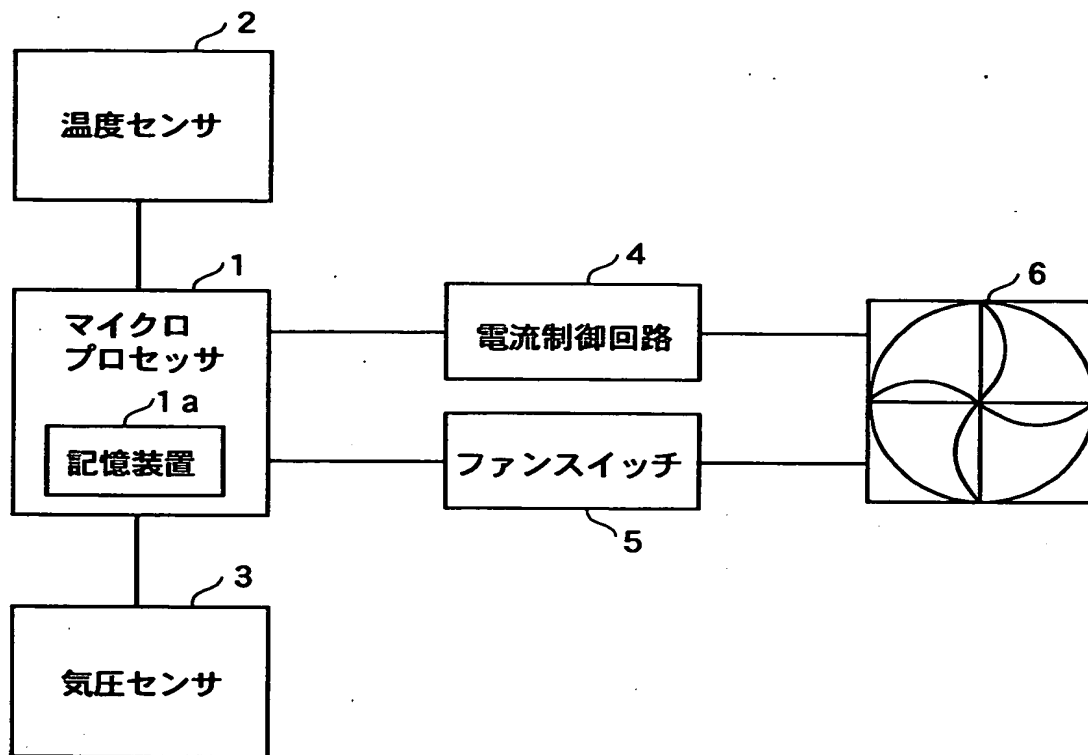 2
温度センサ
1
マイクロ
プロセッサ
1a
記憶装置
4
電流制御回路
ファンスイッチ
5
6
3
気圧センサ